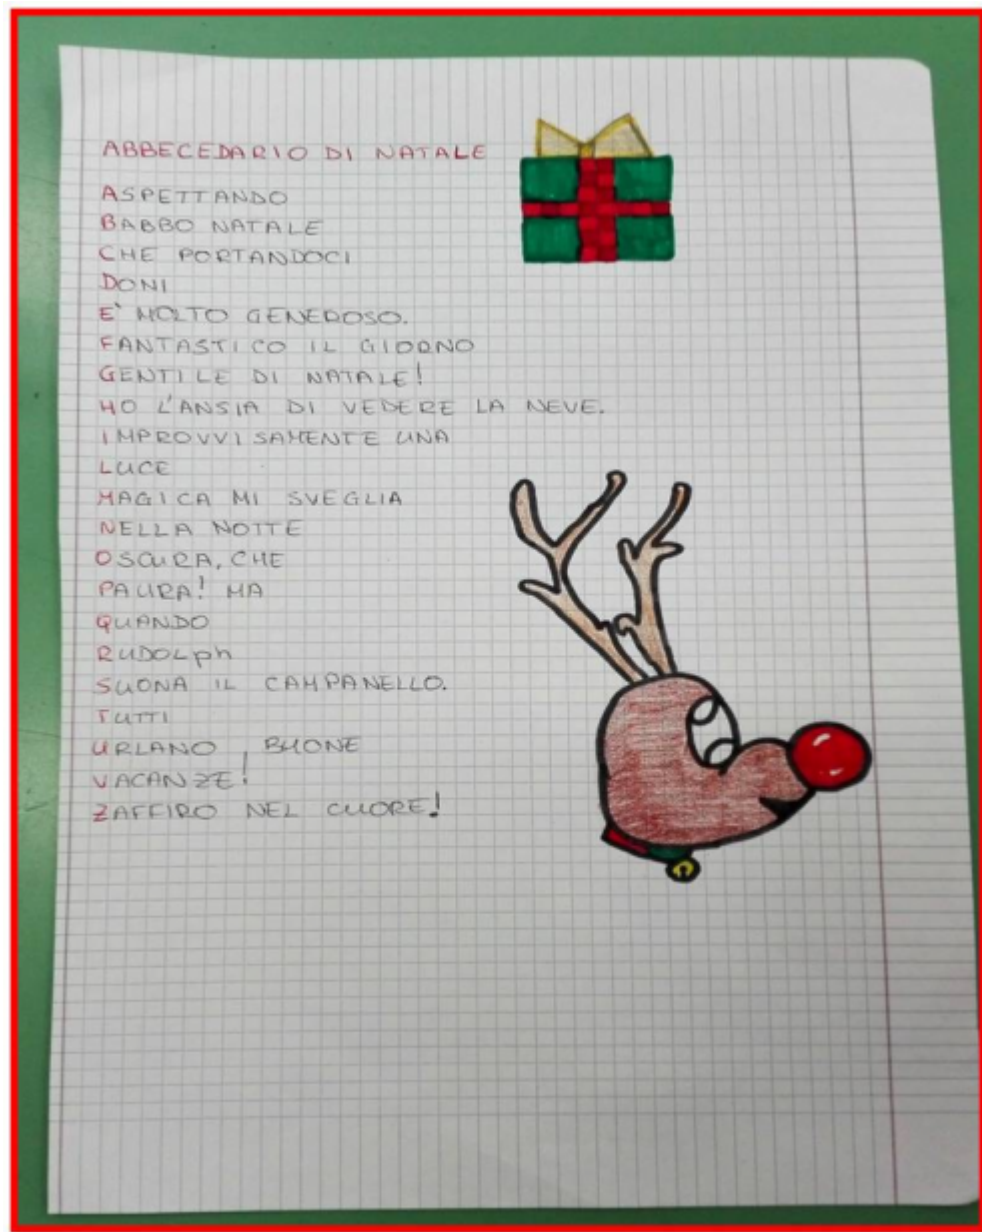 ABBECEDARIO DI NATALE
ASPETTANDO
BABBO NATALE
CHE PORTANDOCI
DONI
E' MOLTO GENEROSO.
FANTASTICO IL GIORNO
GENTILE DI NATALE!
HO L'ANSIA DI VEDERE LA NEVE.
IMPROVVISAMENTE UNA
LUCE
MAGICA MI SVEGLIA
NELLA NOTTE
OSCURA, CHE
PAURA! MA
QUANDO
RUDOLph
SUONA IL CAMPANELLO.
TUTTI
URLANO, BUONE
VACANZE!
ZAFFIRO NEL CUORE!